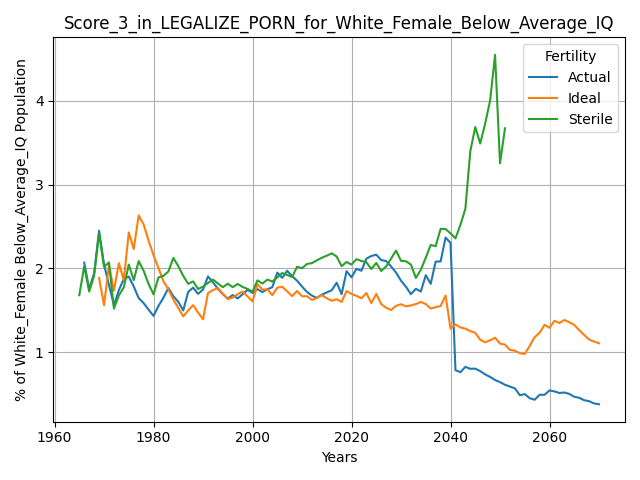 Score_3_in_LEGALIZE_PORN_for_White_Female_Below_Average_IQ
% of White_Female Below_Average_IQ Population
Fertility
Actual
Ideal
Sterile
4
3
2
1
1960
1980
2000
2020
2040
2060
Years